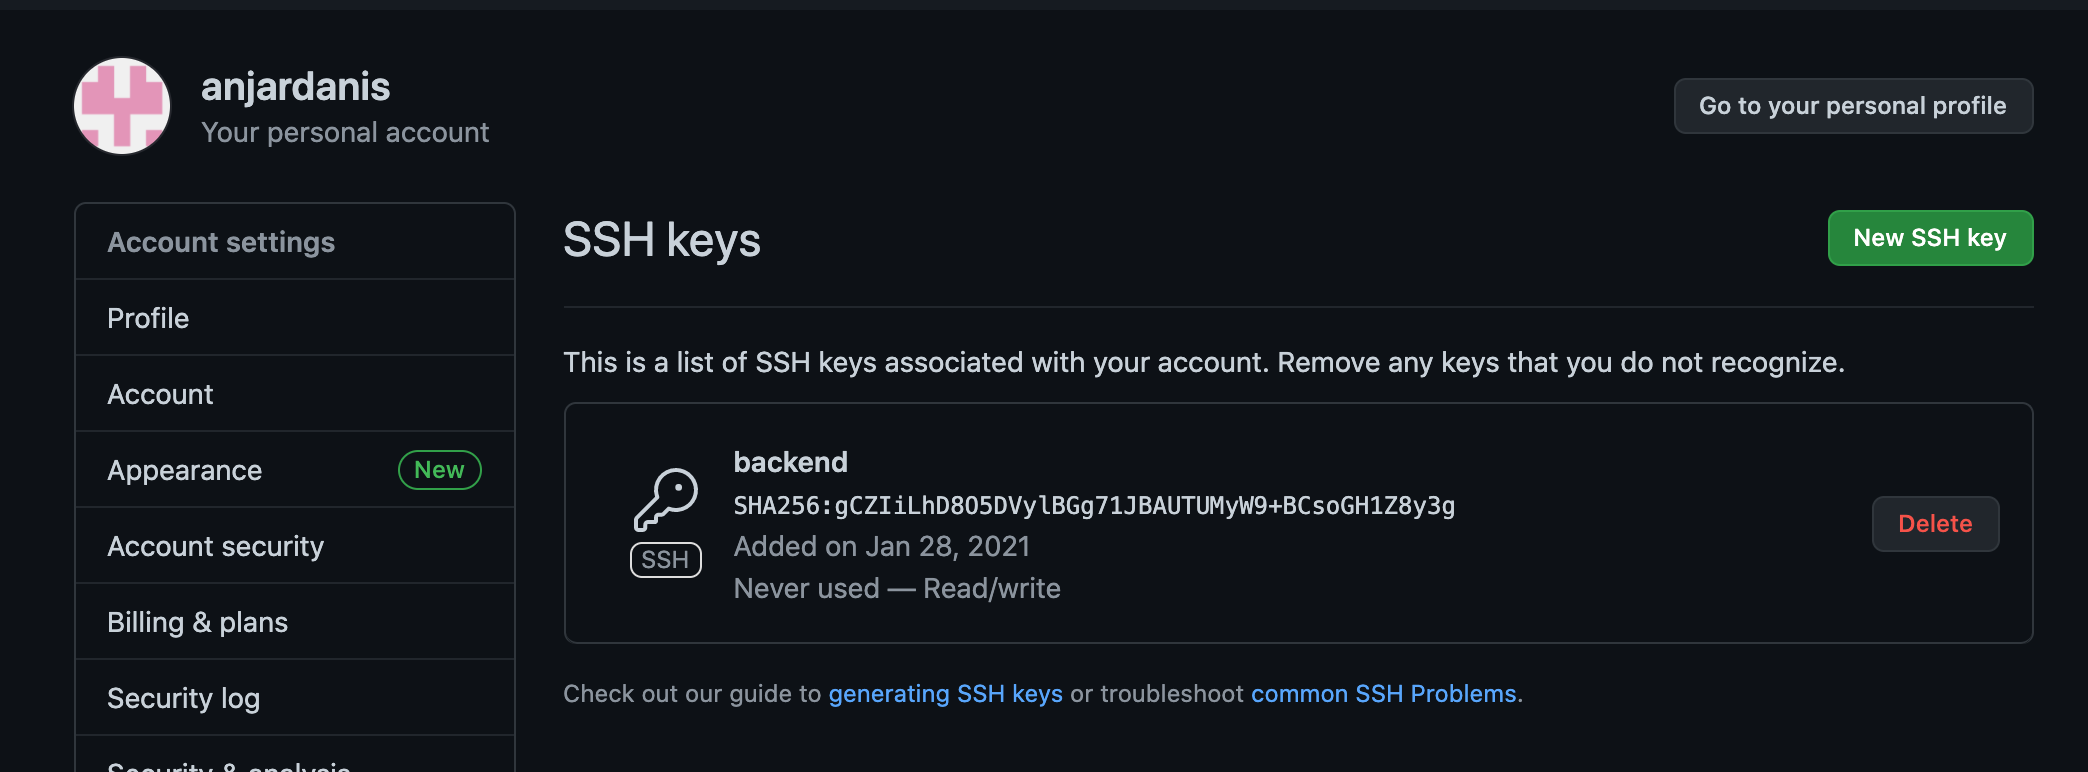 anjardanis
Your personal account
Go to your personal profile
Account settings
Profile
Account
Appearance New
Account security
Billing & plans
Security log
Security & analysis
SSH keys
New SSH key
This is a list of SSH keys associated with your account. Remove any keys that you do not recognize.
backend
SHA256:gCZIiLhD8O5DVylBGg71JBAUTUMyW9+BCsoGH1Z8y3g
SSH
Added on Jan 28, 2021
Never used — Read/write
Delete
Check out our guide to generating SSH keys or troubleshoot common SSH Problems.